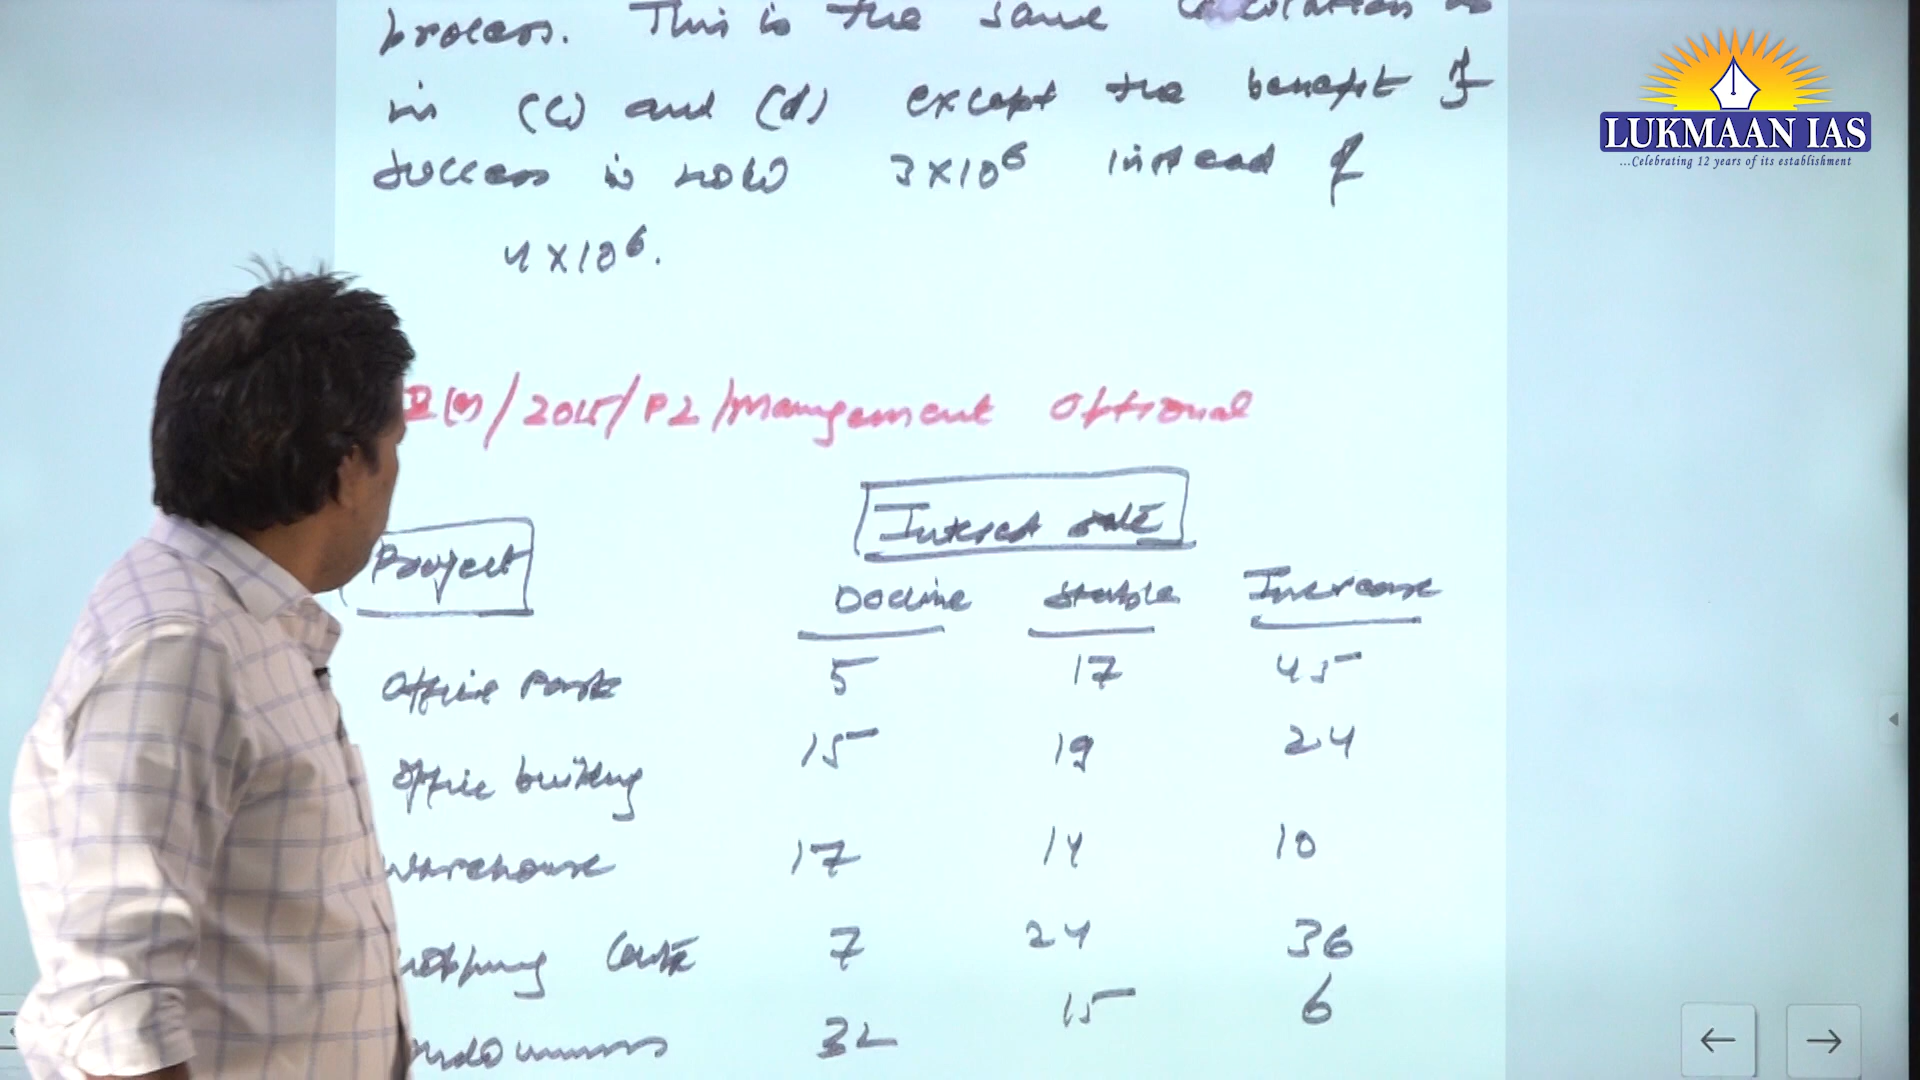 process. This is the same calculation as
in (c) and (d) except the benefit of
success is now 3×10⁶ instead of
4×10⁶.
LUKMAAN IAS
...Celebrating 12 years of its establishment
/2015/P2/Management Optional
Project Interest rate
Decline Stable Increase
Office Park 5 17 45
Office building 15 19 24
Warehouse 17 14 10
Shopping Centre 7 24 36
ndominiums 32 15 6